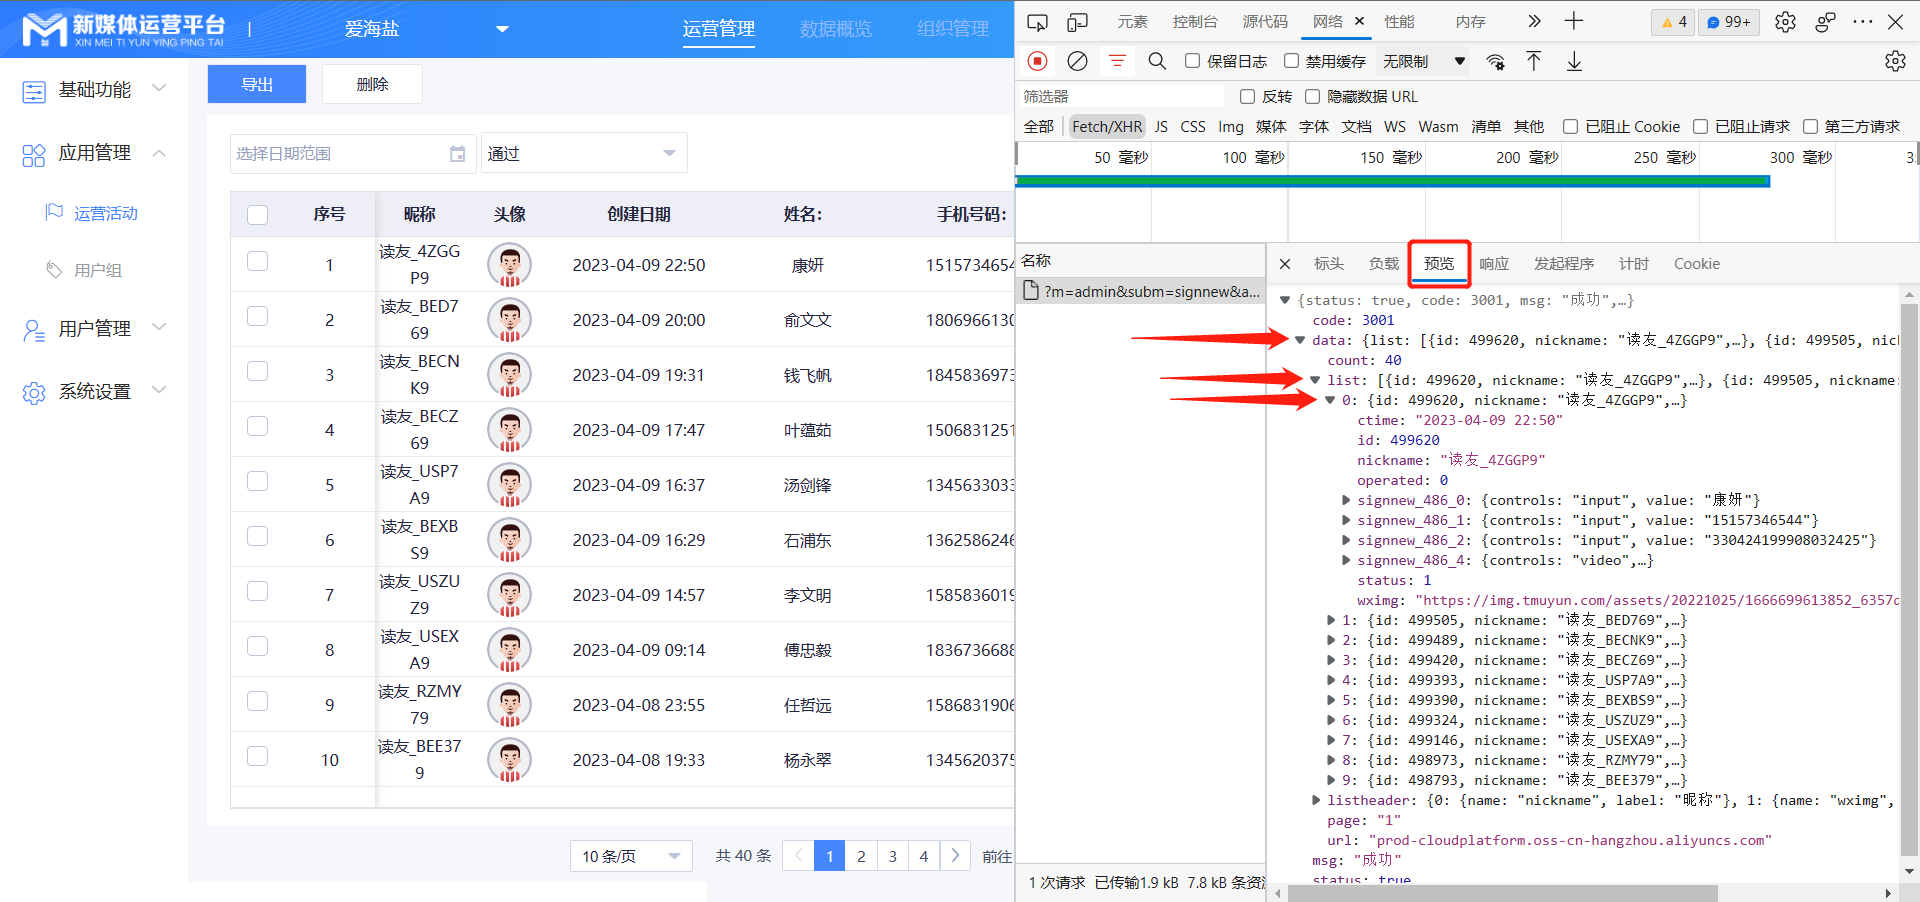 新媒体运营平台
XIN MEI TI YUN YING PING TAI
爱海盐
运营管理 数据概览 组织管理
基础功能
应用管理
运营活动
用户组
用户管理
系统设置
导出 删除
选择日期范围 通过
序号 昵称 头像 创建日期 姓名: 手机号码:
1 读友_4ZGGP9 2023-04-09 22:50 康妍 1515734654
2 读友_BED769 2023-04-09 20:00 俞文文 1806966130
3 读友_BECNK9 2023-04-09 19:31 钱飞帆 1845836973
4 读友_BECZ69 2023-04-09 17:47 叶蕴茹 1506831251
5 读友_USP7A9 2023-04-09 16:37 汤剑锋 1345633033
6 读友_BEXBS9 2023-04-09 16:29 石浦东 1362586246
7 读友_USZUZ9 2023-04-09 14:57 李文明 1585836019
8 读友_USEXA9 2023-04-09 09:14 傅忠毅 1836736688
9 读友_RZMY79 2023-04-08 23:55 任哲远 1586831906
10 读友_BEE379 2023-04-08 19:33 杨永翠 1345620375
10 条/页 共 40 条 1 2 3 4 前往
元素 控制台 源代码 网络 性能 内存 4 99+
保留日志 禁用缓存 无限制
筛选器 反转 隐藏数据 URL
全部 Fetch/XHR JS CSS Img 媒体 字体 文档 WS Wasm 清单 其他 已阻止 Cookie 已阻止请求 第三方请求
50 毫秒 100 毫秒 150 毫秒 200 毫秒 250 毫秒 300 毫秒 3
名称
?m=admin&subm=signnew&a...
标头 负载 预览 响应 发起程序 计时 Cookie
{status: true, code: 3001, msg: "成功",…}
code: 3001
data: {list: [{id: 499620, nickname: "读友_4ZGGP9",…}, {id: 499505, nic
count: 40
list: [{id: 499620, nickname: "读友_4ZGGP9",…}, {id: 499505, nickname:
0: {id: 499620, nickname: "读友_4ZGGP9",…}
ctime: "2023-04-09 22:50"
id: 499620
nickname: "读友_4ZGGP9"
operated: 0
signnew_486_0: {controls: "input", value: "康妍"}
signnew_486_1: {controls: "input", value: "15157346544"}
signnew_486_2: {controls: "input", value: "330424199908032425"}
signnew_486_4: {controls: "video",…}
status: 1
wximg: "https://img.tmuyun.com/assets/20221025/1666699613852_6357c
1: {id: 499505, nickname: "读友_BED769",…}
2: {id: 499489, nickname: "读友_BECNK9",…}
3: {id: 499420, nickname: "读友_BECZ69",…}
4: {id: 499393, nickname: "读友_USP7A9",…}
5: {id: 499390, nickname: "读友_BEXBS9",…}
6: {id: 499324, nickname: "读友_USZUZ9",…}
7: {id: 499146, nickname: "读友_USEXA9",…}
8: {id: 498973, nickname: "读友_RZMY79",…}
9: {id: 498793, nickname: "读友_BEE379",…}
listheader: {0: {name: "nickname", label: "昵称"}, 1: {name: "wximg",
page: "1"
url: "prod-cloudplatform.oss-cn-hangzhou.aliyuncs.com"
msg: "成功"
status: true
1 次请求 已传输1.9 kB 7.8 kB 条资